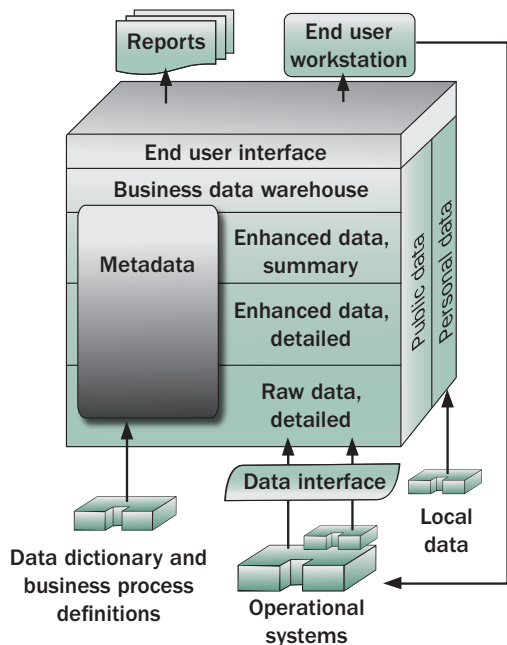 Reports
End user
workstation
End user interface
Business data warehouse
Metadata
Enhanced data,
summary
Enhanced data,
detailed
Raw data,
detailed
Public data
Personal data
Data interface
Local
data
Data dictionary and
business process
definitions
Operational
systems